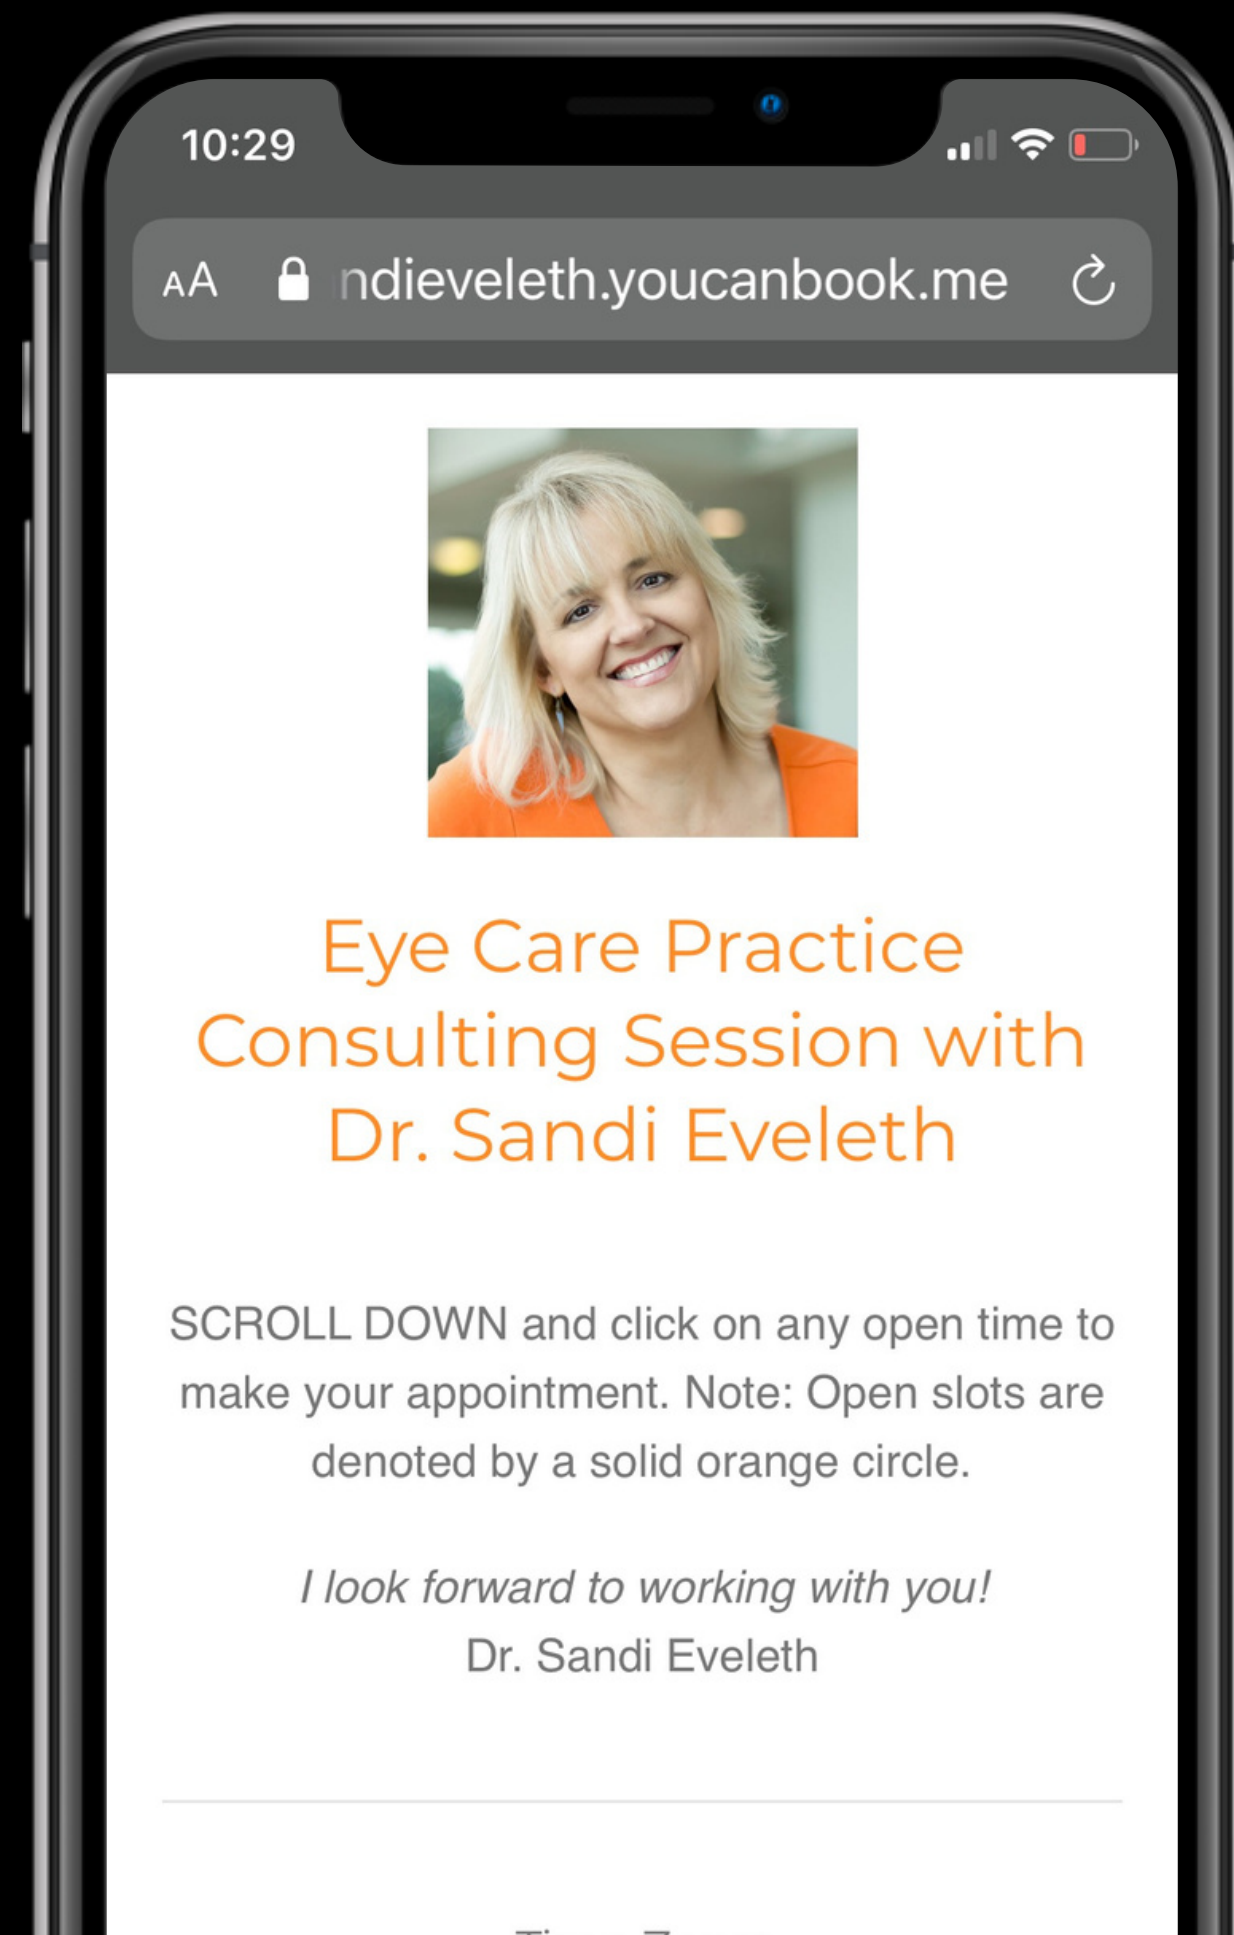 10:29
AA ndieveleth.youcanbook.me
Eye Care Practice
Consulting Session with
Dr. Sandi Eveleth
SCROLL DOWN and click on any open time to
make your appointment. Note: Open slots are
denoted by a solid orange circle.
I look forward to working with you!
Dr. Sandi Eveleth